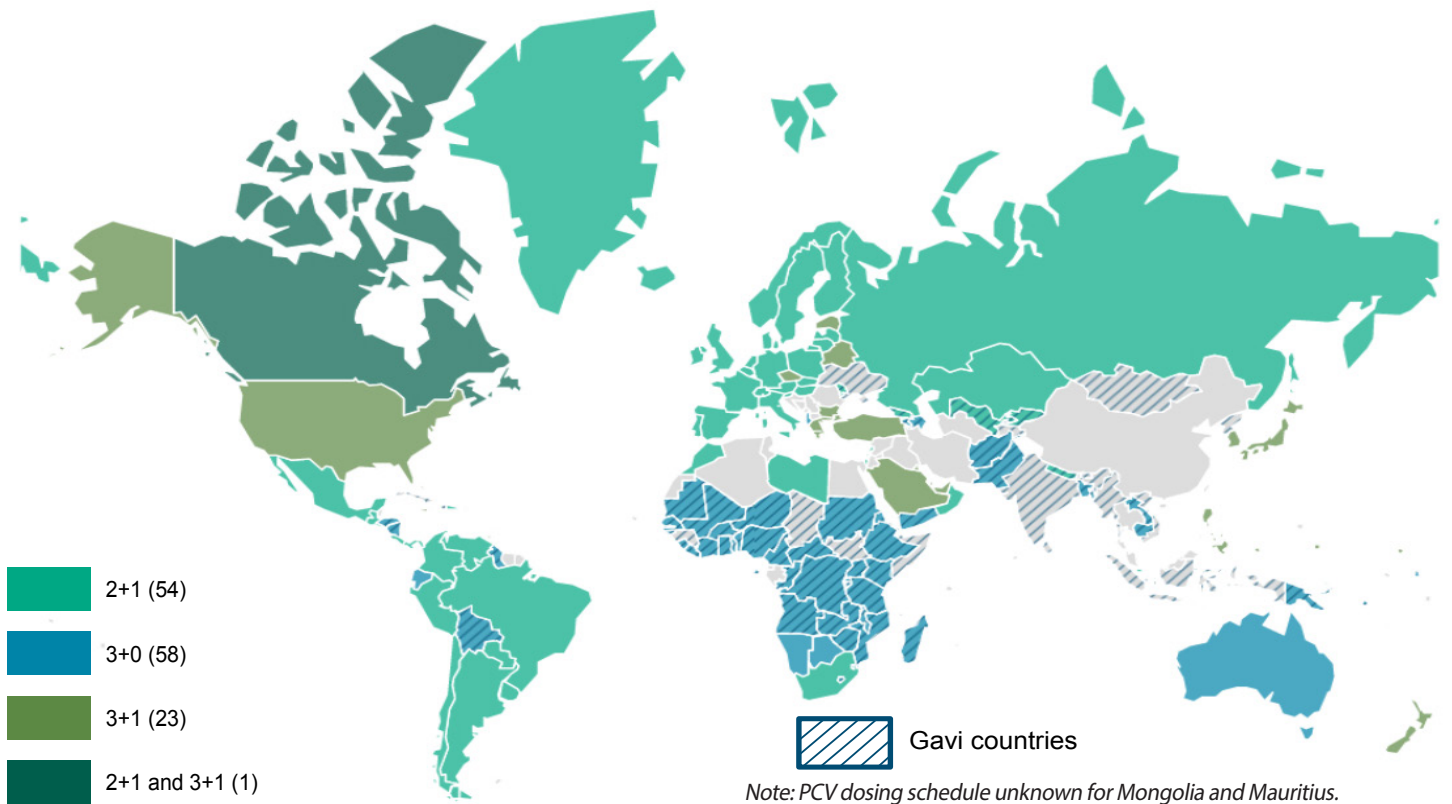 2+1 (54)
3+0 (58)
3+1 (23)
2+1 and 3+1 (1)
Gavi countries
Note: PCV dosing schedule unknown for Mongolia and Mauritius.